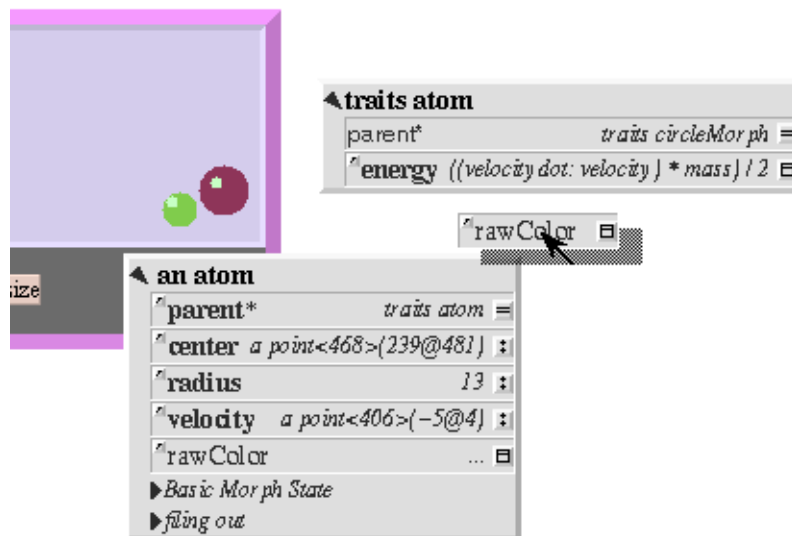 traits atom
parent* traits circleMorph =
energy ((velocity dot: velocity ) * mass) / 2
rawColor
size
an atom
parent* traits atom =
center a point<468>(239@481) :
radius 13 :
velocity a point<406>(-5@4) :
rawColor ...
Basic Morph State
filing out